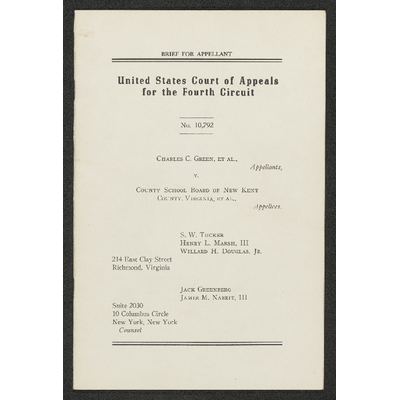 BRIEF FOR APPELLANT
United States Court of Appeals
for the Fourth Circuit
No. 10,792
CHARLES C. GREEN, ET AL.,
Appellants,
v.
COUNTY SCHOOL BOARD OF NEW KENT
COUNTY, VIRGINIA, ET AL.,
Appellees.
S. W. TUCKER
HENRY L. MARSH, III
WILLARD H. DOUGLAS, JR.
214 East Clay Street
Richmond, Virginia
JACK GREENBERG
JAMES M. NABRIT, III
Suite 2030
10 Columbus Circle
New York, New York
Counsel